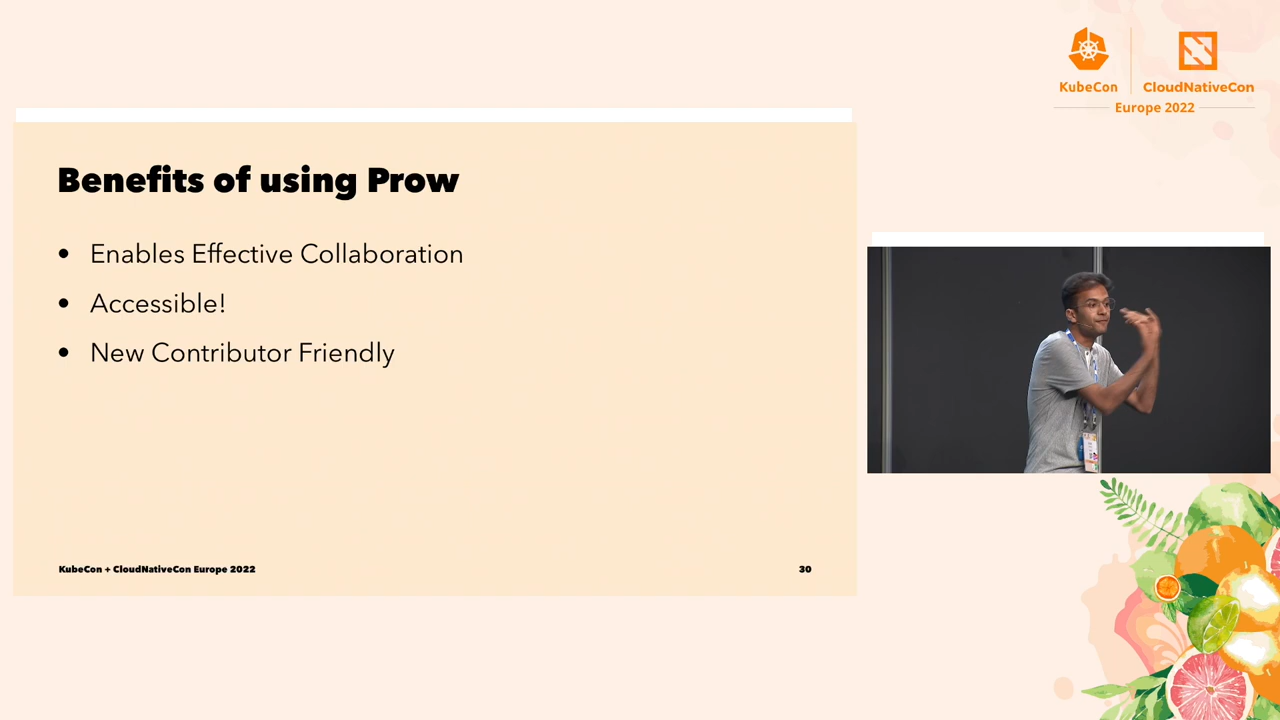 KubeCon
CloudNativeCon
Europe 2022
Benefits of using Prow
• Enables Effective Collaboration
• Accessible!
• New Contributor Friendly
KubeCon + CloudNativeCon Europe 2022
30